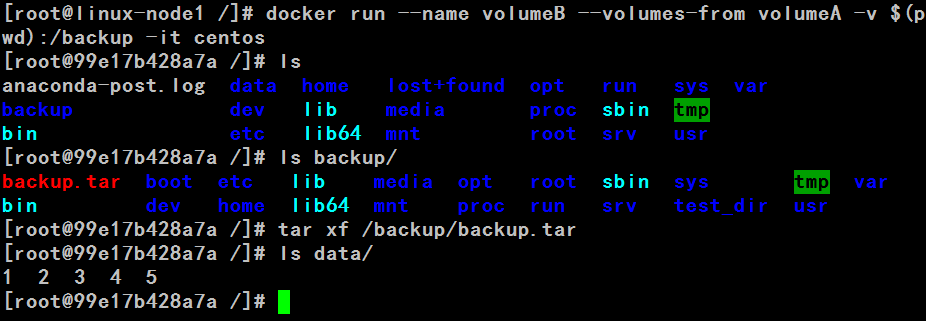 [root@linux-node1 /]# docker run --name volumeB --volumes-from volumeA -v $(p
wd):/backup -it centos
[root@99e17b428a7a /]# ls
anaconda-post.log  data  home   lost+found  opt   run   sys  var
backup             dev   lib    media       proc  sbin  tmp
bin                etc   lib64  mnt         root  srv   usr
[root@99e17b428a7a /]# ls backup/
backup.tar  boot  etc   lib    media  opt   root  sbin  sys       tmp  var
bin         dev   home  lib64  mnt    proc  run   srv   test_dir  usr
[root@99e17b428a7a /]# tar xf /backup/backup.tar
[root@99e17b428a7a /]# ls data/
1  2  3  4  5
[root@99e17b428a7a /]#